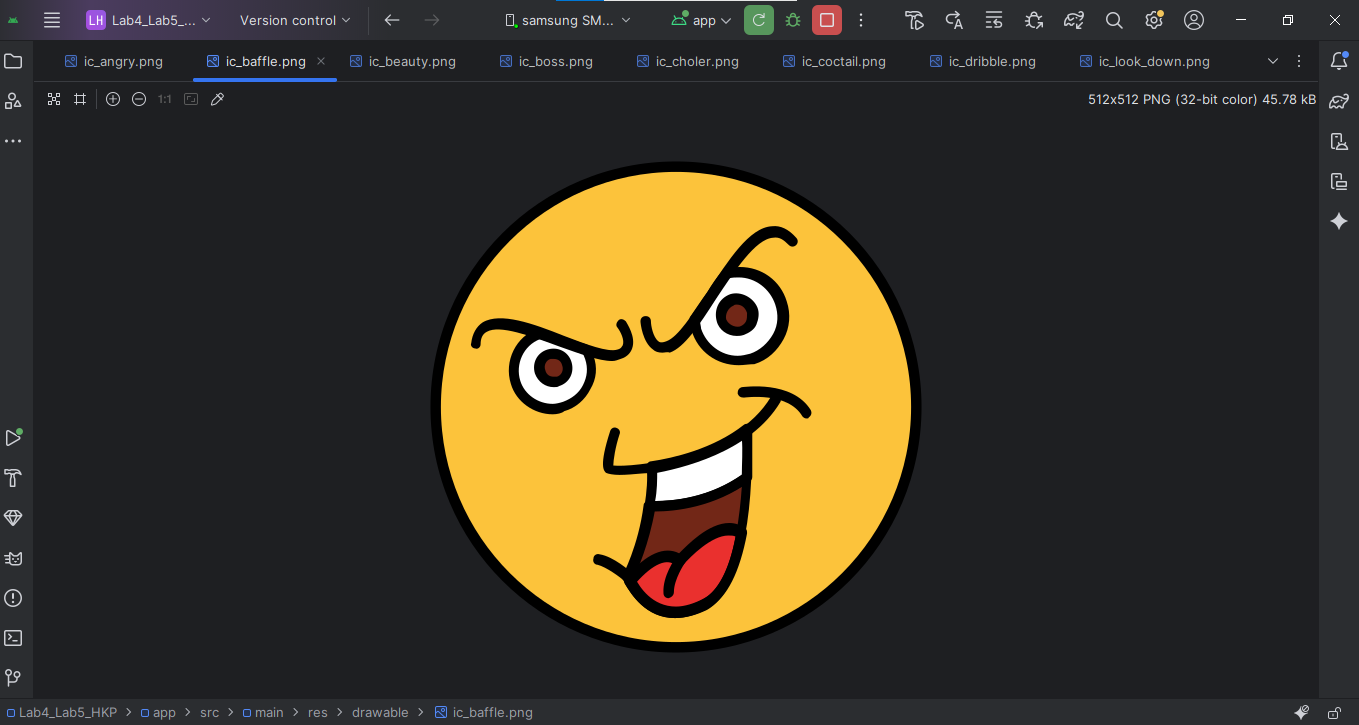 LH Lab4_Lab5_... Version control samsung SM... app
ic_angry.png ic_baffle.png ic_beauty.png ic_boss.png ic_choler.png ic_coctail.png ic_dribble.png ic_look_down.png
1:1 512x512 PNG (32-bit color) 45.78 kB
Lab4_Lab5_HKP app src main res drawable ic_baffle.png